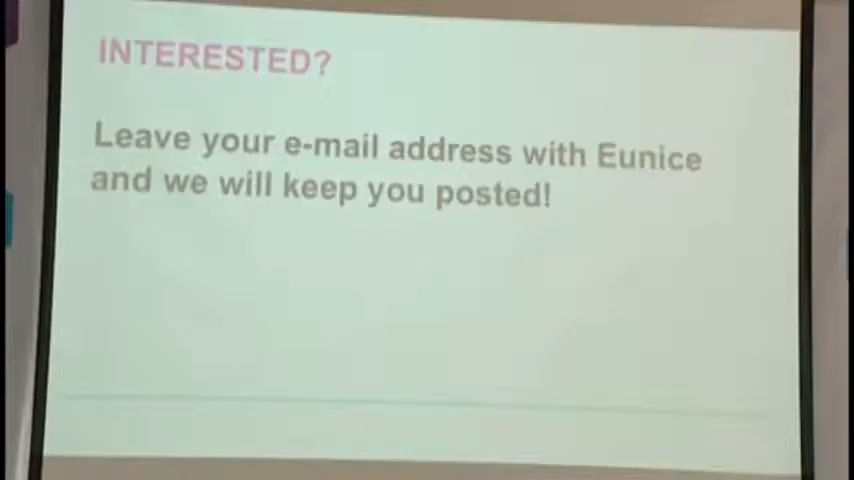 INTERESTED?
Leave your e-mail address with Eunice
and we will keep you posted!